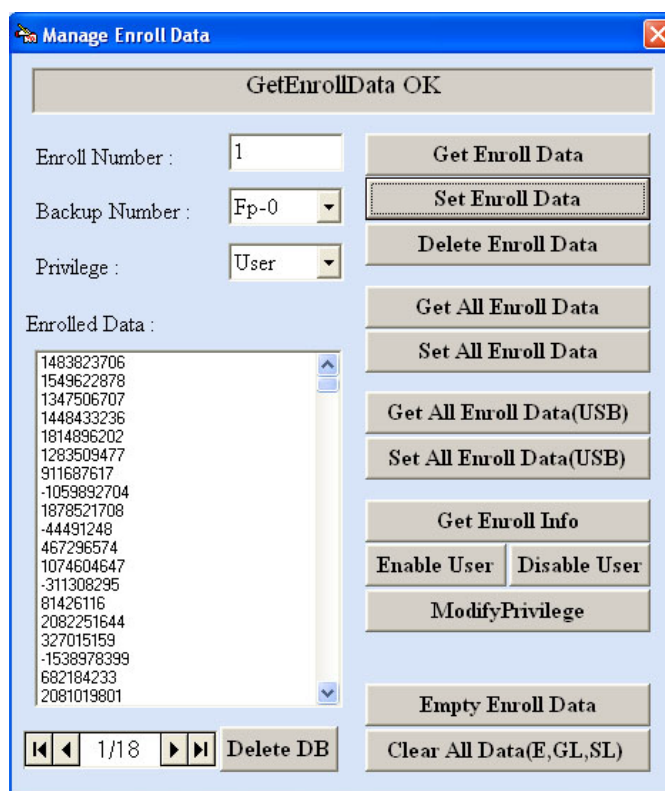 Manage Enroll Data
GetEnrollData OK
Enroll Number : 1
Backup Number : Fp-0
Privilege : User
Enrolled Data :
1483823706
1549622878
1347506707
1448433236
1814896202
1283509477
911687617
-1059892704
1878521708
-44491248
467296574
1074604647
-311308295
81426116
2082251644
327015159
-1538978399
682184233
2081019801
1/18 Delete DB
Get Enroll Data
Set Enroll Data
Delete Enroll Data
Get All Enroll Data
Set All Enroll Data
Get All Enroll Data(USB)
Set All Enroll Data(USB)
Get Enroll Info
Enable User Disable User
ModifyPrivilege
Empty Enroll Data
Clear All Data(E,GL,SL)